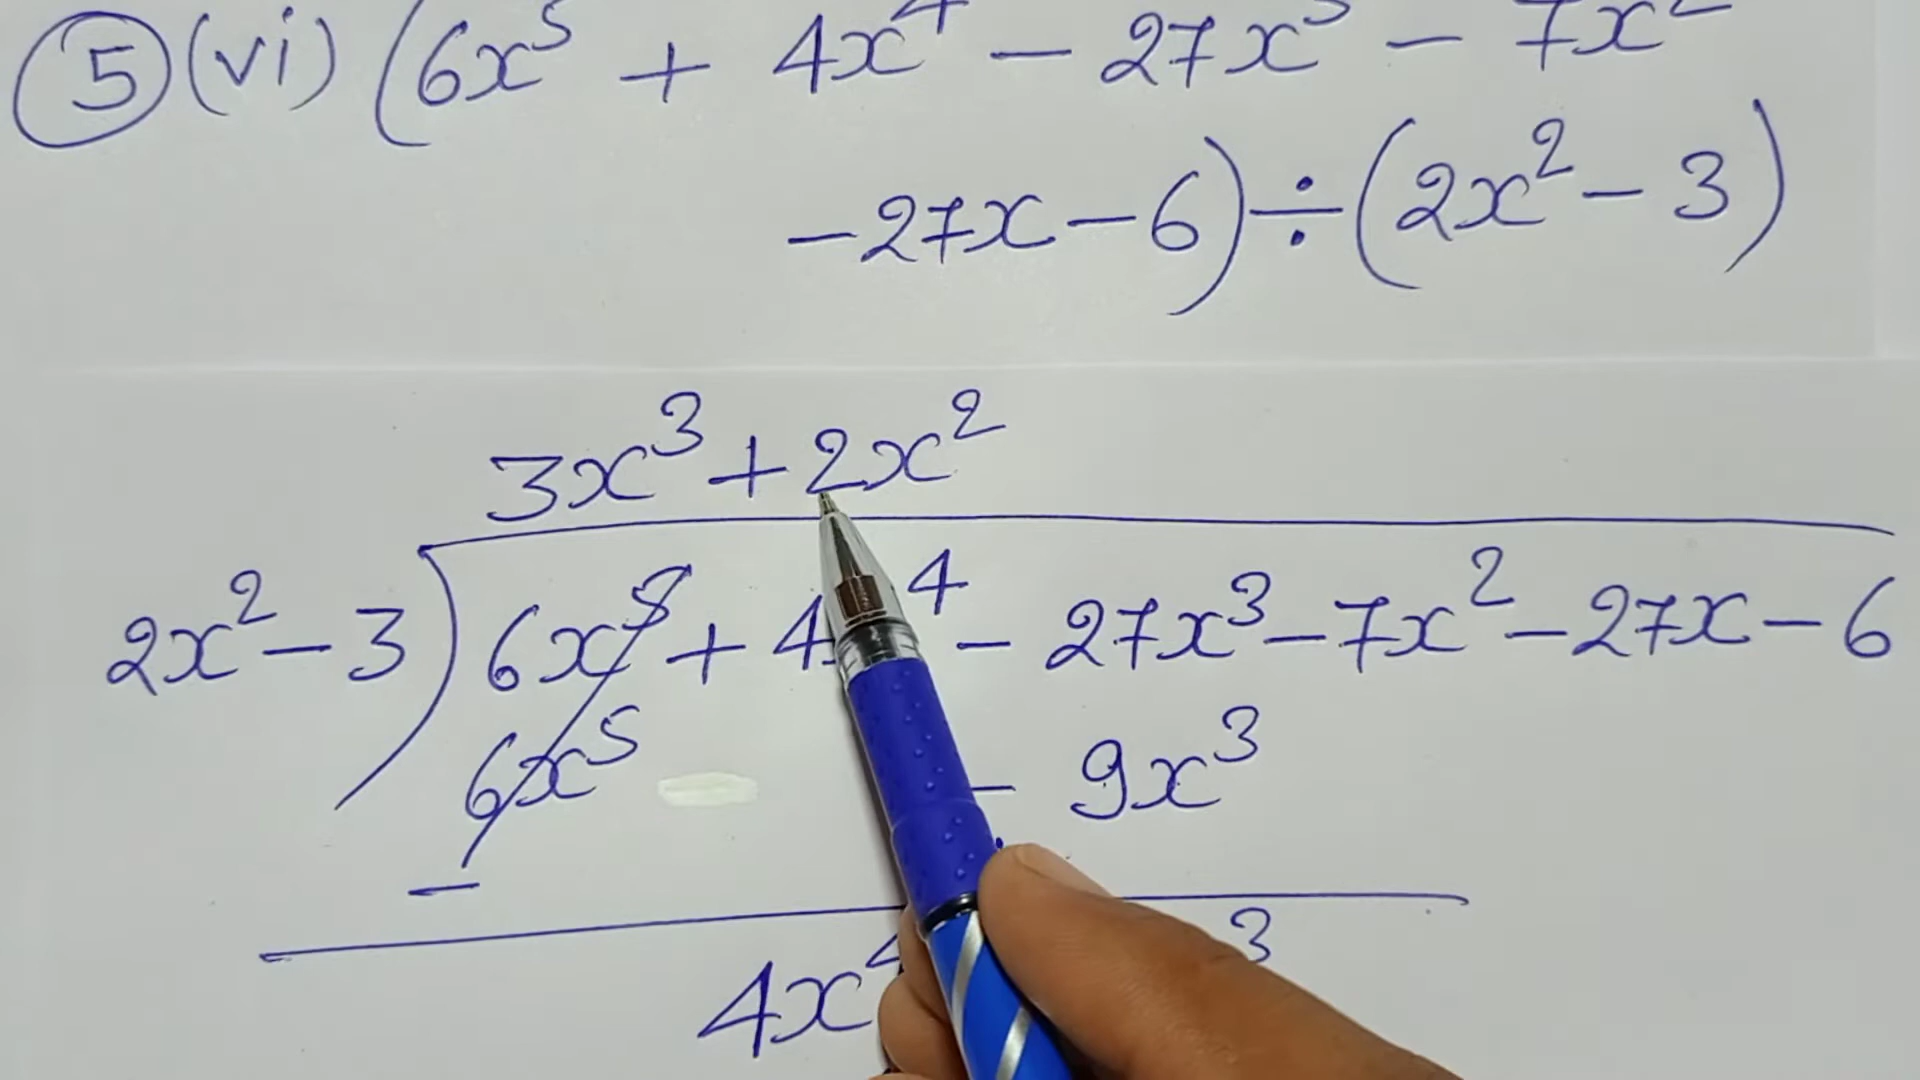 5 (vi) (6x⁵ + 4x⁴ - 27x³ - 7x²
- 27x - 6) ÷ (2x² - 3)
3x³ + 2x²
2x² - 3 ) 6x⁵ + 4x⁴ - 27x³ - 7x² - 27x - 6
6x⁵ - 9x³
-
4x⁴ 3